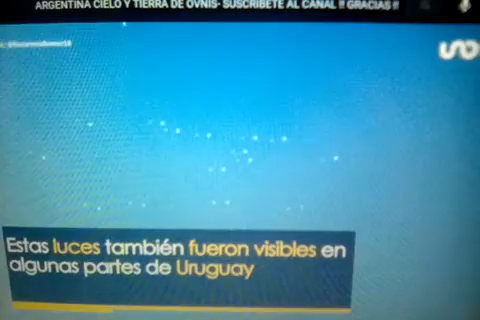 ARGENTINA CIELO Y TIERRA DE OVNIS- SUSCRIBETE AL CANAL !! GRACIAS !!
UNO
Estas luces también fueron visibles en
algunas partes de Uruguay